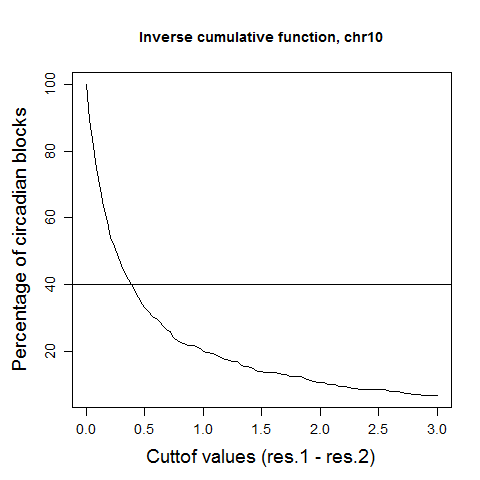 Inverse cumulative function, chr10
Percentage of circadian blocks
100
80
60
40
20
0.0 0.5 1.0 1.5 2.0 2.5 3.0
Cuttof values (res.1 - res.2)